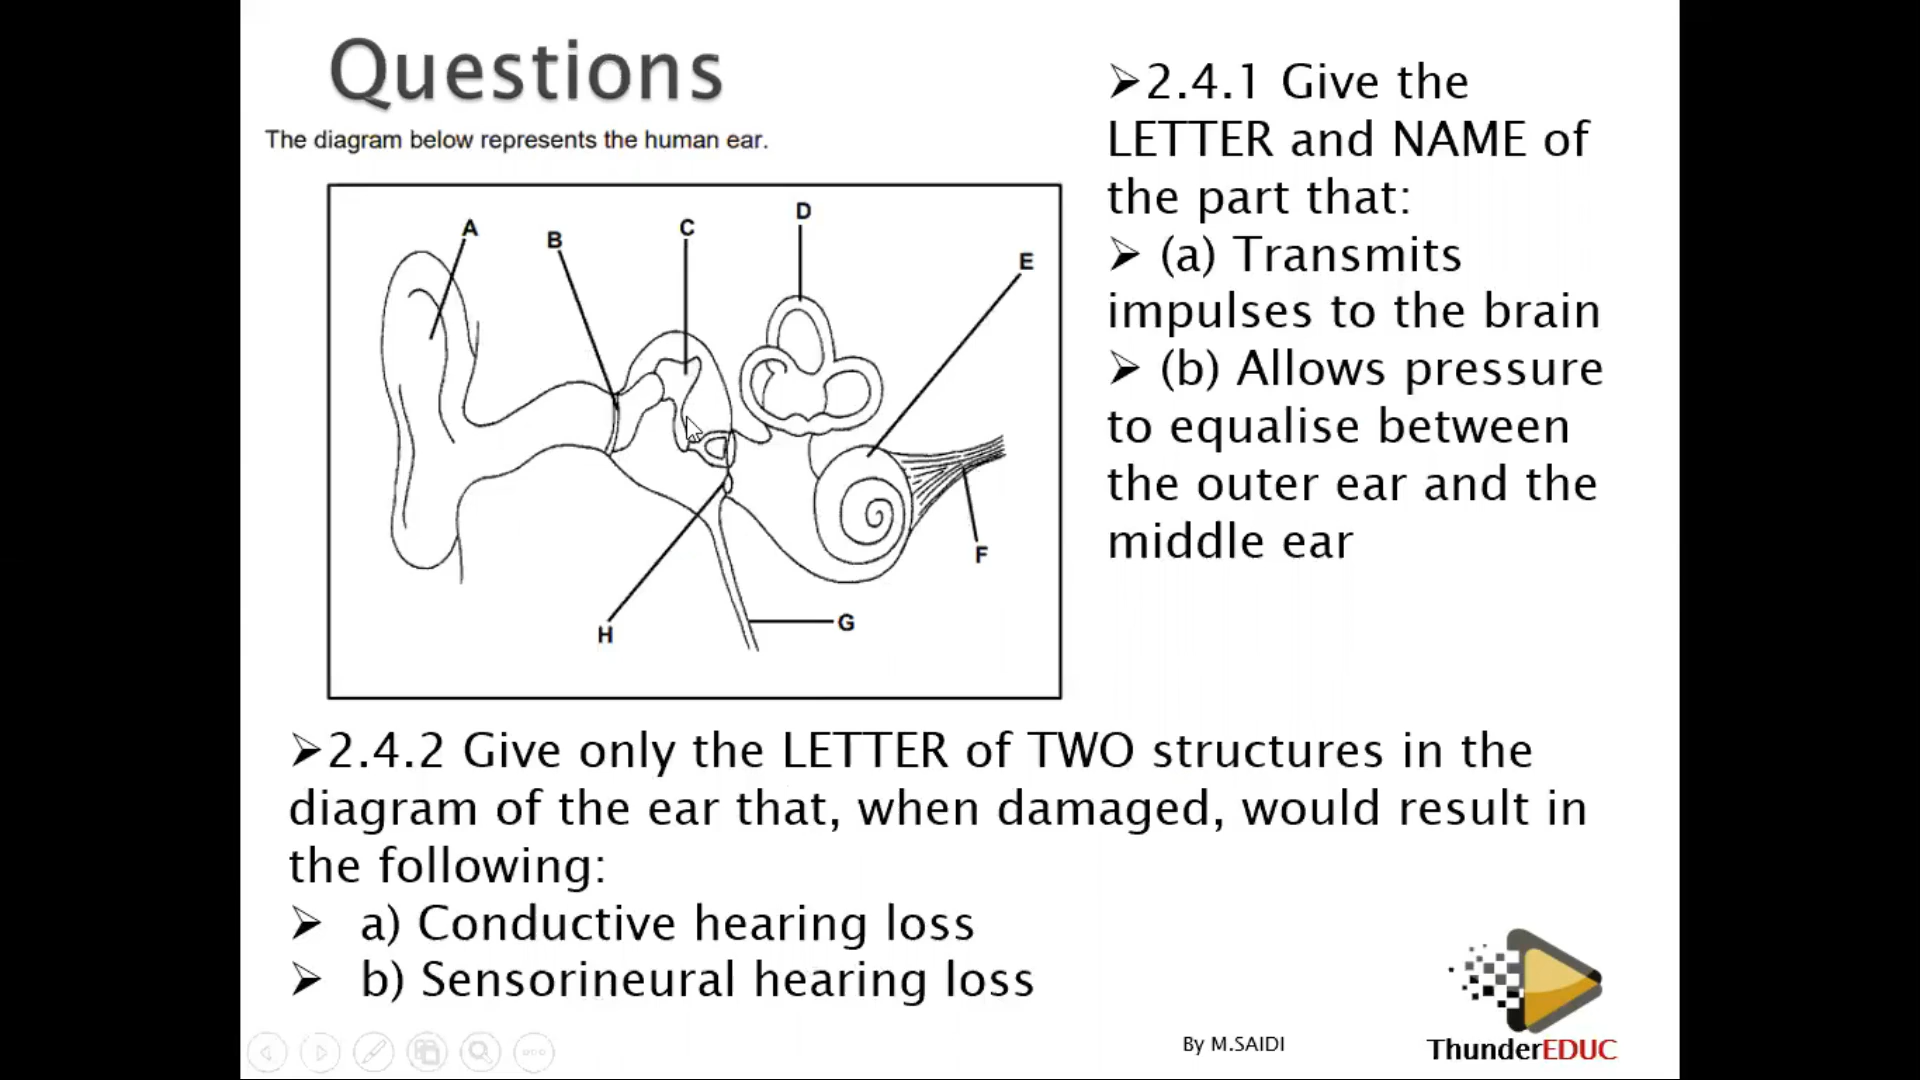 Questions
The diagram below represents the human ear.
A
B
C
D
E
F
G
H
➢2.4.1 Give the
LETTER and NAME of
the part that:
➢ (a) Transmits
impulses to the brain
➢ (b) Allows pressure
to equalise between
the outer ear and the
middle ear
➢2.4.2 Give only the LETTER of TWO structures in the
diagram of the ear that, when damaged, would result in
the following:
➢ a) Conductive hearing loss
➢ b) Sensorineural hearing loss
By M.SAIDI
ThunderEDUC